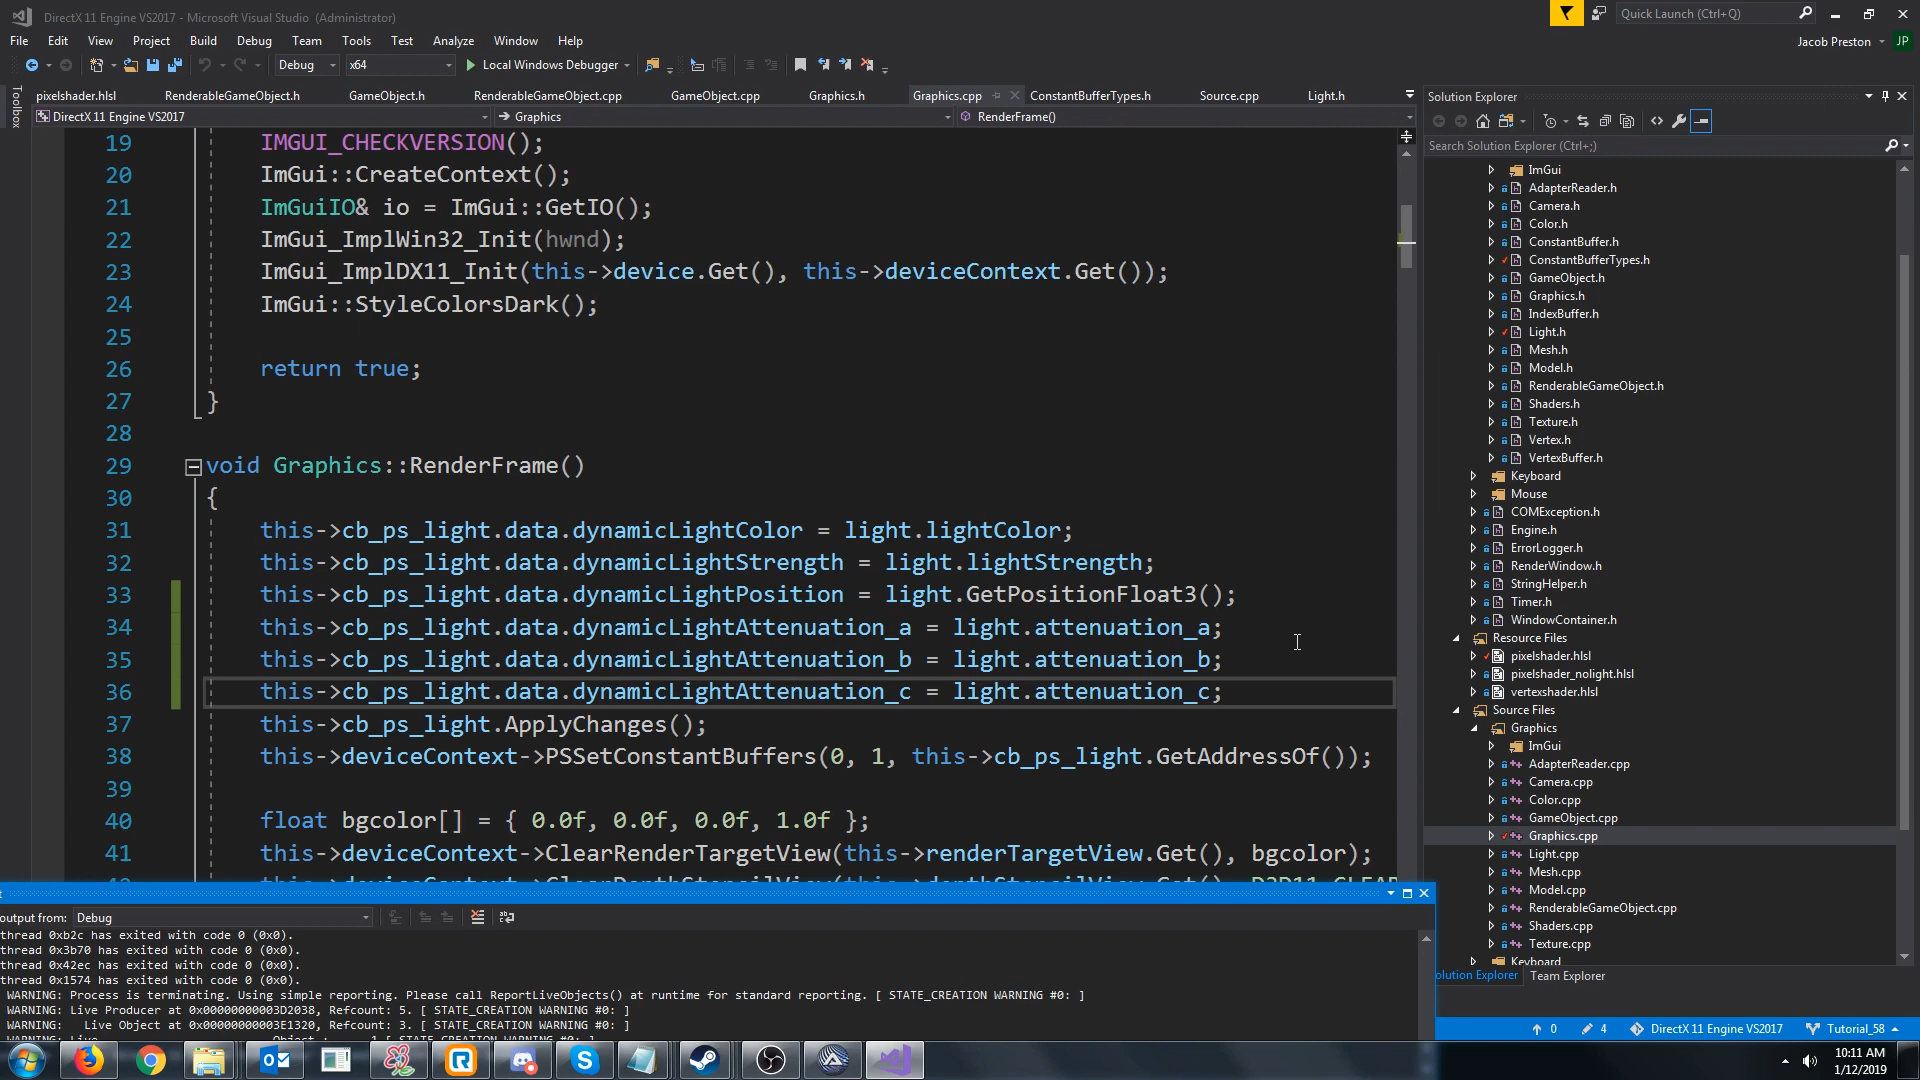 DirectX 11 Engine VS2017 - Microsoft Visual Studio (Administrator)
Quick Launch (Ctrl+Q)
File Edit View Project Build Debug Team Tools Test Analyze Window Help
Jacob Preston JP
Debug x64 Local Windows Debugger
Toolbox
pixelshader.hlsl RenderableGameObject.h GameObject.h RenderableGameObject.cpp GameObject.cpp Graphics.h Graphics.cpp ConstantBufferTypes.h Source.cpp Light.h
DirectX 11 Engine VS2017 Graphics RenderFrame()
19 IMGUI_CHECKVERSION();
20 ImGui::CreateContext();
21 ImGuiIO& io = ImGui::GetIO();
22 ImGui_ImplWin32_Init(hwnd);
23 ImGui_ImplDX11_Init(this->device.Get(), this->deviceContext.Get());
24 ImGui::StyleColorsDark();
25
26 return true;
27 }
28
29 void Graphics::RenderFrame()
30 {
31 this->cb_ps_light.data.dynamicLightColor = light.lightColor;
32 this->cb_ps_light.data.dynamicLightStrength = light.lightStrength;
33 this->cb_ps_light.data.dynamicLightPosition = light.GetPositionFloat3();
34 this->cb_ps_light.data.dynamicLightAttenuation_a = light.attenuation_a;
35 this->cb_ps_light.data.dynamicLightAttenuation_b = light.attenuation_b;
36 this->cb_ps_light.data.dynamicLightAttenuation_c = light.attenuation_c;
37 this->cb_ps_light.ApplyChanges();
38 this->deviceContext->PSSetConstantBuffers(0, 1, this->cb_ps_light.GetAddressOf());
39
40 float bgcolor[] = { 0.0f, 0.0f, 0.0f, 1.0f };
41 this->deviceContext->ClearRenderTargetView(this->renderTargetView.Get(), bgcolor);
output from: Debug
thread 0xb2c has exited with code 0 (0x0).
thread 0x3b70 has exited with code 0 (0x0).
thread 0x42ec has exited with code 0 (0x0).
thread 0x1574 has exited with code 0 (0x0).
WARNING: Process is terminating. Using simple reporting. Please call ReportLiveObjects() at runtime for standard reporting. [ STATE_CREATION WARNING #0: ]
WARNING: Live Producer at 0x00000000003D2038, Refcount: 5. [ STATE_CREATION WARNING #0: ]
WARNING: Live Object at 0x00000000003E1320, Refcount: 3. [ STATE_CREATION WARNING #0: ]
Solution Explorer
Search Solution Explorer (Ctrl+;)
ImGui
AdapterReader.h
Camera.h
Color.h
ConstantBuffer.h
ConstantBufferTypes.h
GameObject.h
Graphics.h
IndexBuffer.h
Light.h
Mesh.h
Model.h
RenderableGameObject.h
Shaders.h
Texture.h
Vertex.h
VertexBuffer.h
Keyboard
Mouse
COMException.h
Engine.h
ErrorLogger.h
RenderWindow.h
StringHelper.h
Timer.h
WindowContainer.h
Resource Files
pixelshader.hlsl
pixelshader_nolight.hlsl
vertexshader.hlsl
Source Files
Graphics
ImGui
AdapterReader.cpp
Camera.cpp
Color.cpp
GameObject.cpp
Graphics.cpp
Light.cpp
Mesh.cpp
Model.cpp
RenderableGameObject.cpp
Shaders.cpp
Texture.cpp
Keyboard
olution Explorer Team Explorer
0 4 DirectX 11 Engine VS2017 Tutorial_58
10:11 AM
1/12/2019